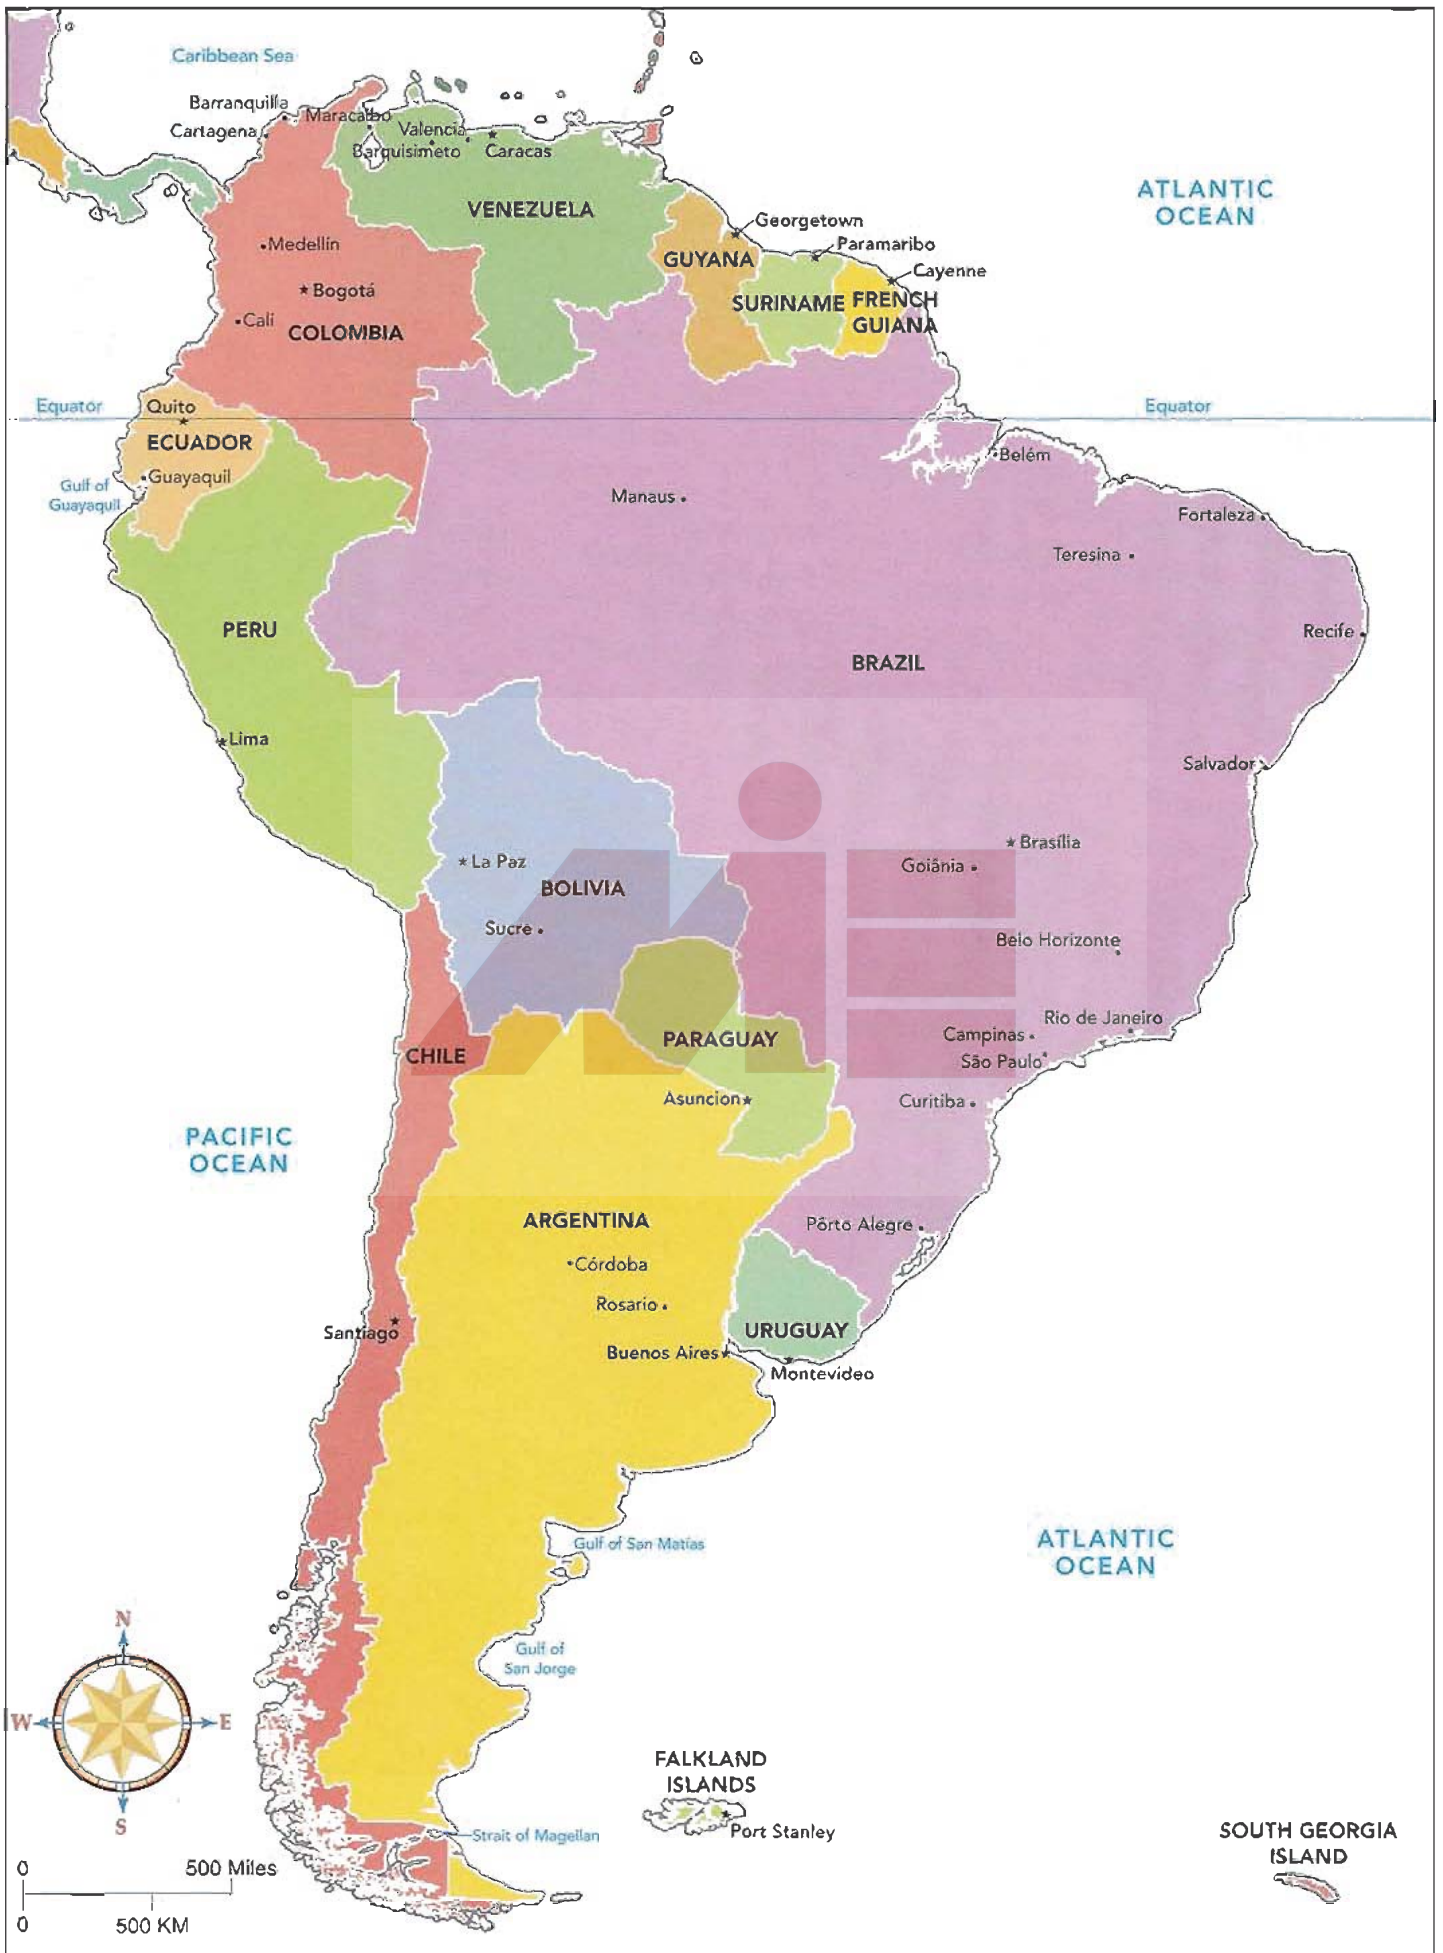 Caribbean Sea
Barranquilla
Maracaibo
Cartagena
Valencia
Barquisimeto
Caracas
ATLANTIC
OCEAN
VENEZUELA
Georgetown
Paramaribo
Medellín
GUYANA
Cayenne
Bogotá
SURINAME
FRENCH
GUIANA
Cali
COLOMBIA
Equator
Quito
Equator
ECUADOR
Belém
Guayaquil
Gulf of
Guayaquil
Manaus
Fortaleza
Teresina
PERU
Recife
BRAZIL
Lima
Salvador
Brasília
La Paz
Goiânia
BOLIVIA
Sucre
Belo Horizonte
Rio de Janeiro
Campinas
PARAGUAY
CHILE
São Paulo
Asuncion
Curitiba
PACIFIC
OCEAN
ARGENTINA
Pôrto Alegre
Córdoba
Rosario
Santiago
URUGUAY
Buenos Aires
Montevideo
Gulf of San Matías
ATLANTIC
OCEAN
N
Gulf of
San Jorge
W
E
S
FALKLAND
ISLANDS
Port Stanley
Strait of Magellan
SOUTH GEORGIA
ISLAND
0
500 Miles
0
500 KM
AIE